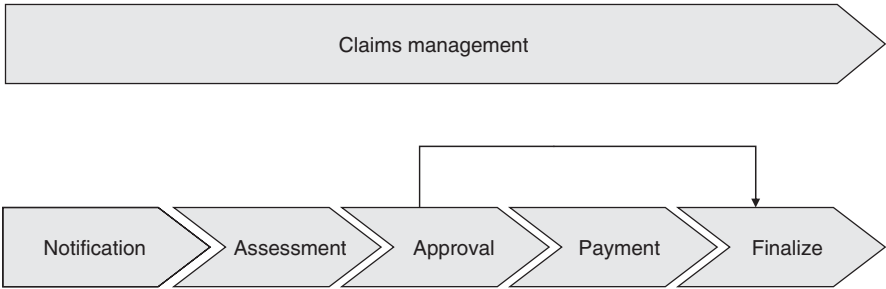 Claims management
Notification
Assessment
Approval
Payment
Finalize